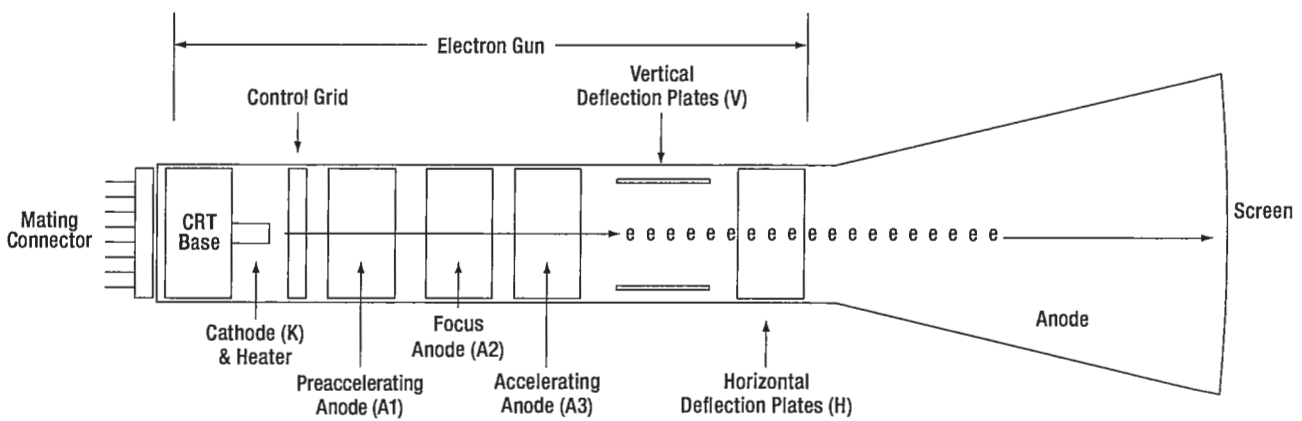 Electron Gun
Vertical
Deflection Plates (V)
Control Grid
Mating
Connector
CRT
Base
e e e e e e e e e e e e e e e e e e e
Screen
Cathode (K)
& Heater
Focus
Anode (A2)
Anode
Preaccelerating
Anode (A1)
Accelerating
Anode (A3)
Horizontal
Deflection Plates (H)